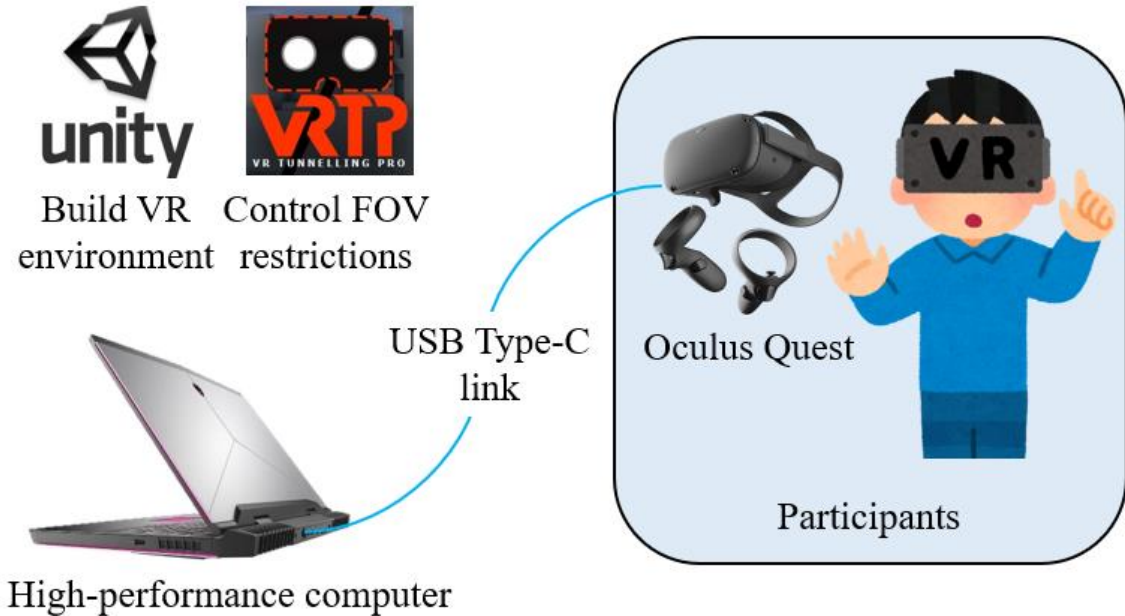 unity
VRTP
VR TUNNELLING PRO
Build VR
environment
Control FOV
restrictions
VR
USB Type-C
link
Oculus Quest
Participants
High-performance computer